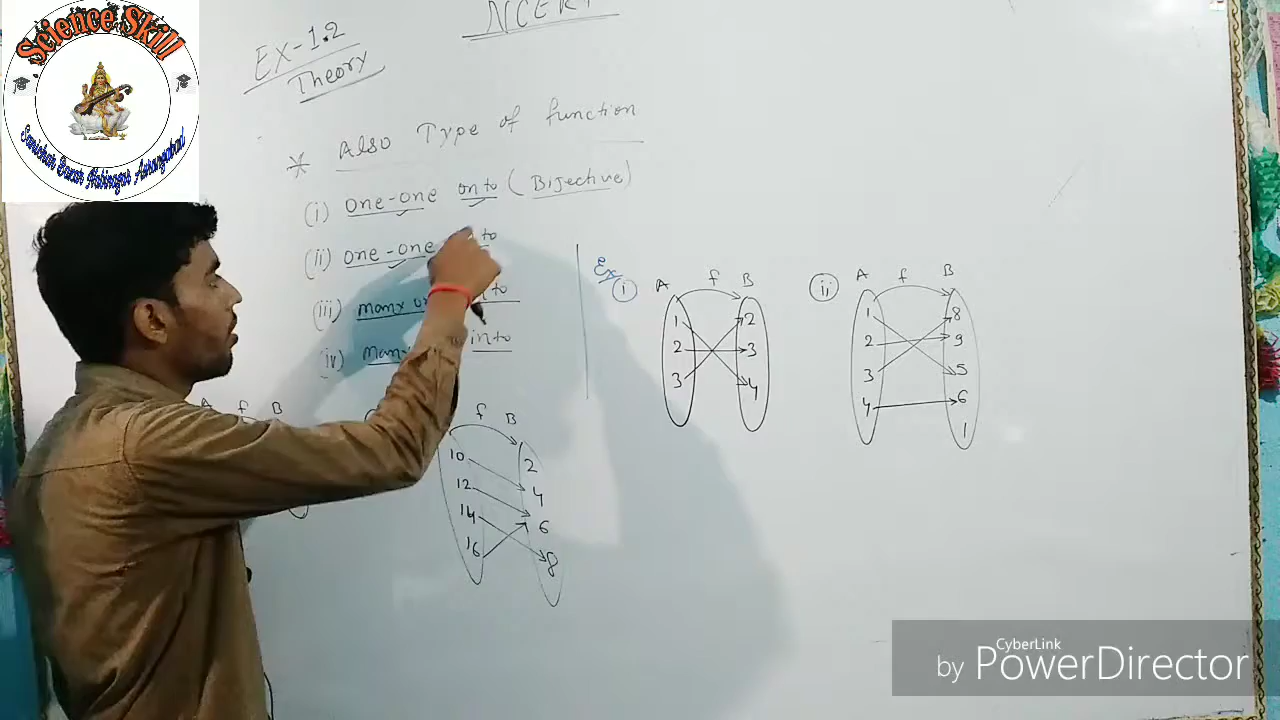 Science Skill
NCERT
EX-1.2
Theory
* Also Type of function
(i) one-one onto (Bijective)
(ii) one-one
(iii) many
(iv) into
Ex
(i) A f B
1 2
2 3
3 4
(ii) A f B
1 8
2 9
3 5
4 6
1
A f B
f B
10 2
12 4
14 6
16 8
CyberLink
by PowerDirector